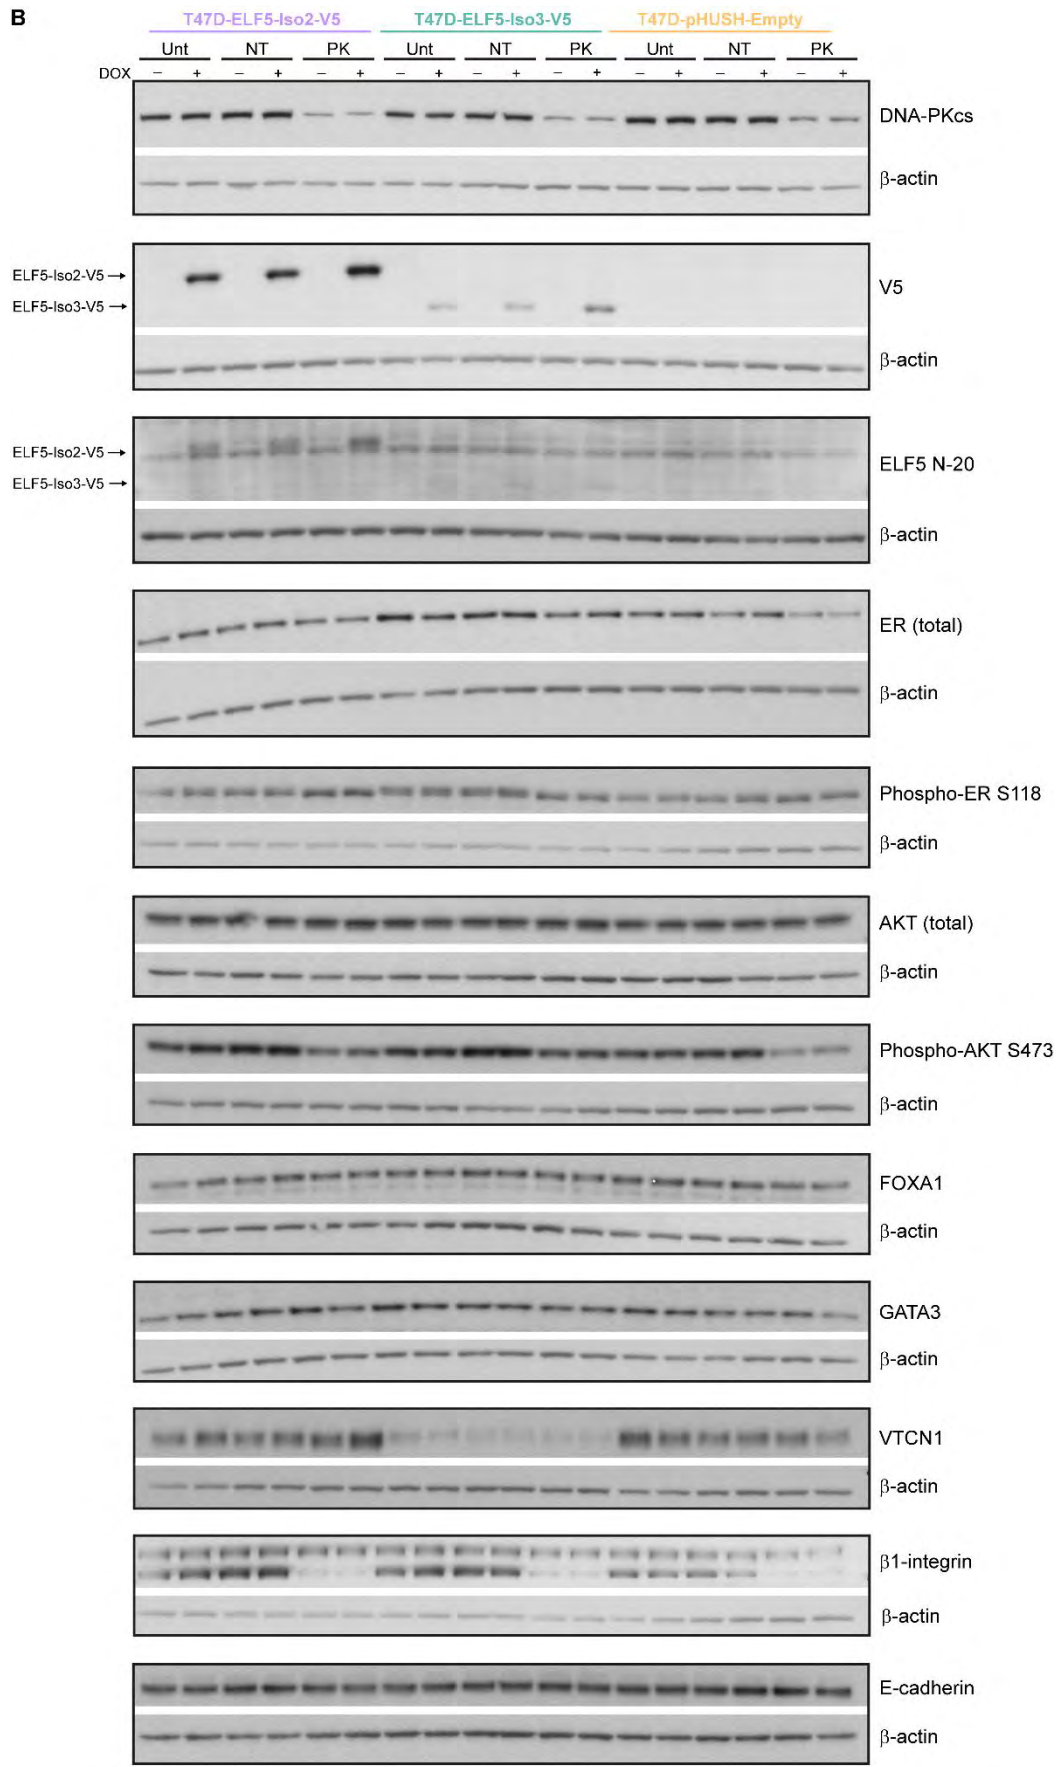 B
T47D-ELF5-Iso2-V5 T47D-ELF5-Iso3-V5 T47D-pHUSH-Empty
Unt NT PK Unt NT PK Unt NT PK
DOX – + – + – + – + – + – + – + – + – +
DNA-PKcs
β-actin
ELF5-Iso2-V5
V5
ELF5-Iso3-V5
β-actin
ELF5-Iso2-V5
ELF5 N-20
ELF5-Iso3-V5
β-actin
ER (total)
β-actin
Phospho-ER S118
β-actin
AKT (total)
β-actin
Phospho-AKT S473
β-actin
FOXA1
β-actin
GATA3
β-actin
VTCN1
β-actin
β1-integrin
β-actin
E-cadherin
β-actin